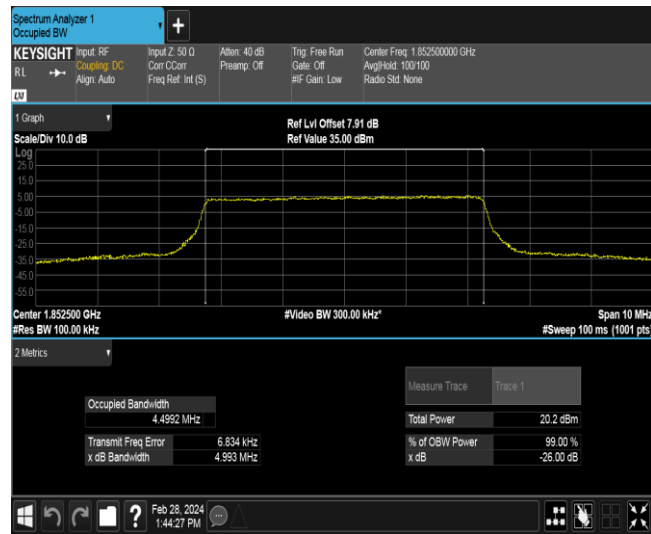 Spectrum Analyzer 1
Occupied BW
+
KEYSIGHT
RL
LXI
Input: RF
Coupling: DC
Align: Auto
Input Z: 50 Ω
Corr CCorr
Freq Ref: Int (S)
Atten: 40 dB
Preamp: Off
Trig: Free Run
Gate: Off
#IF Gain: Low
Center Freq: 1.852500000 GHz
Avg|Hold: 100/100
Radio Std: None
1 Graph
Scale/Div 10.0 dB
Ref Lvl Offset 7.91 dB
Ref Value 35.00 dBm
Log
25.0
15.0
5.00
-5.00
-15.0
-25.0
-35.0
-45.0
-55.0
Center 1.852500 GHz
#Res BW 100.00 kHz
#Video BW 300.00 kHz*
Span 10 MHz
#Sweep 100 ms (1001 pts)
2 Metrics
Measure Trace Trace 1
Occupied Bandwidth
4.4992 MHz
Total Power 20.2 dBm
Transmit Freq Error 6.834 kHz
% of OBW Power 99.00 %
x dB Bandwidth 4.993 MHz
x dB -26.00 dB
?
Feb 28, 2024
1:44:27 PM